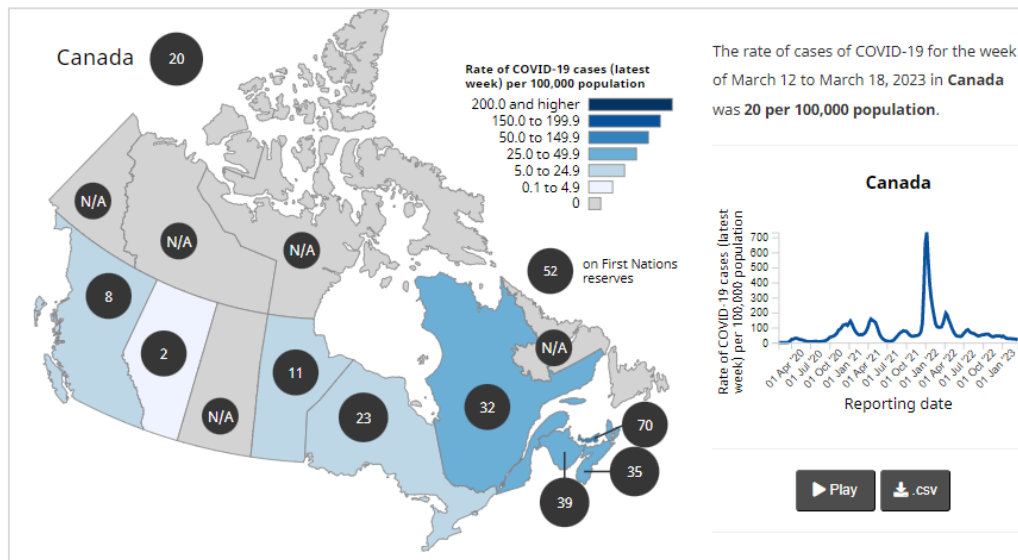 Canada
20
Rate of COVID-19 cases (latest
week) per 100,000 population
200.0 and higher
150.0 to 199.9
50.0 to 149.9
25.0 to 49.9
5.0 to 24.9
0.1 to 4.9
0
N/A
N/A
N/A
52
on First Nations
reserves
8
2
N/A
11
23
32
N/A
70
35
39
The rate of cases of COVID-19 for the week
of March 12 to March 18, 2023 in Canada
was 20 per 100,000 population.
Canada
Rate of COVID-19 cases (latest
week) per 100,000 population
700
600
500
400
300
200
100
0
01 Apr '20
01 Jul '20
01 Oct '20
01 Jan '21
01 Apr '21
01 Jul '21
01 Oct '21
01 Jan '22
01 Apr '22
01 Jul '22
01 Oct '22
01 Jan '23
Reporting date
Play
.csv